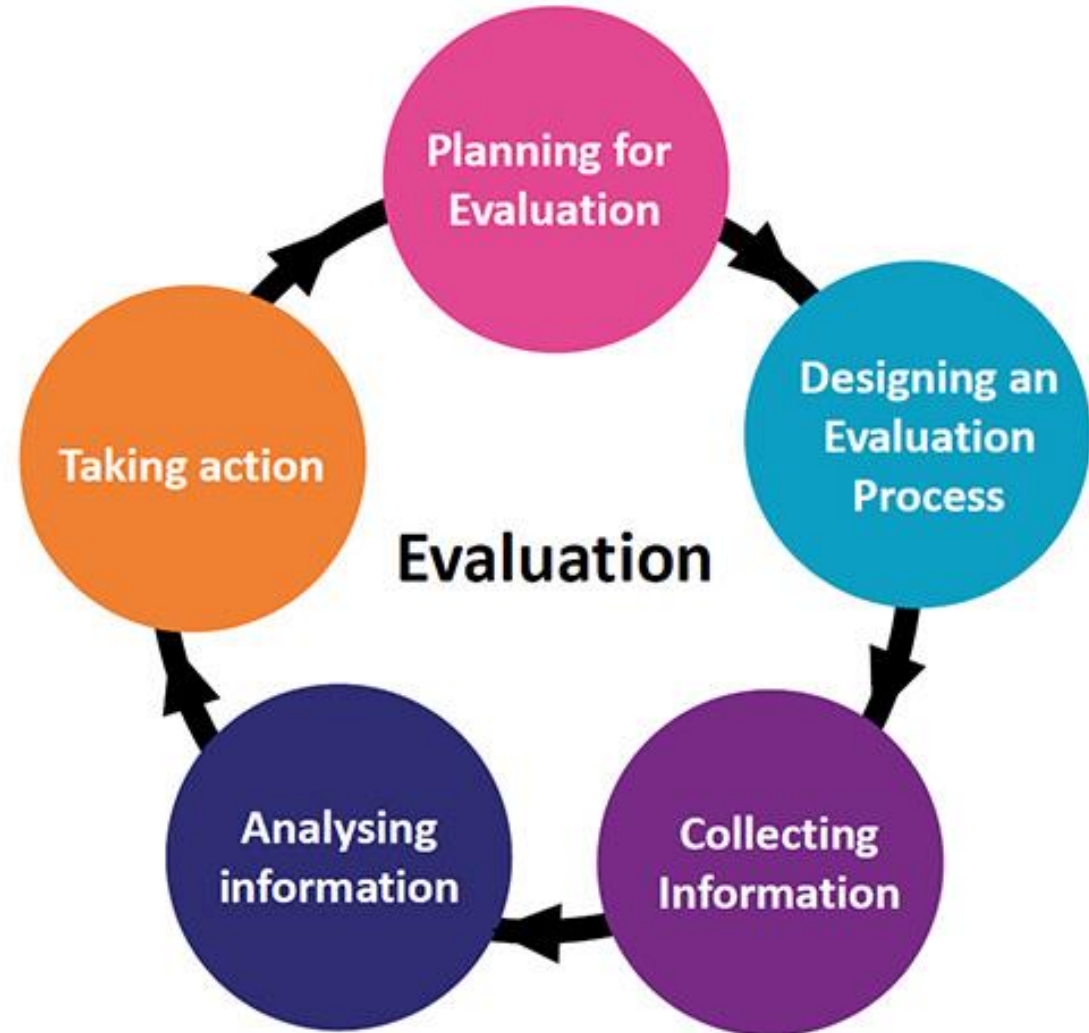 Planning for
Evaluation
Designing an
Evaluation
Process
Collecting
Information
Analysing
information
Taking action
Evaluation